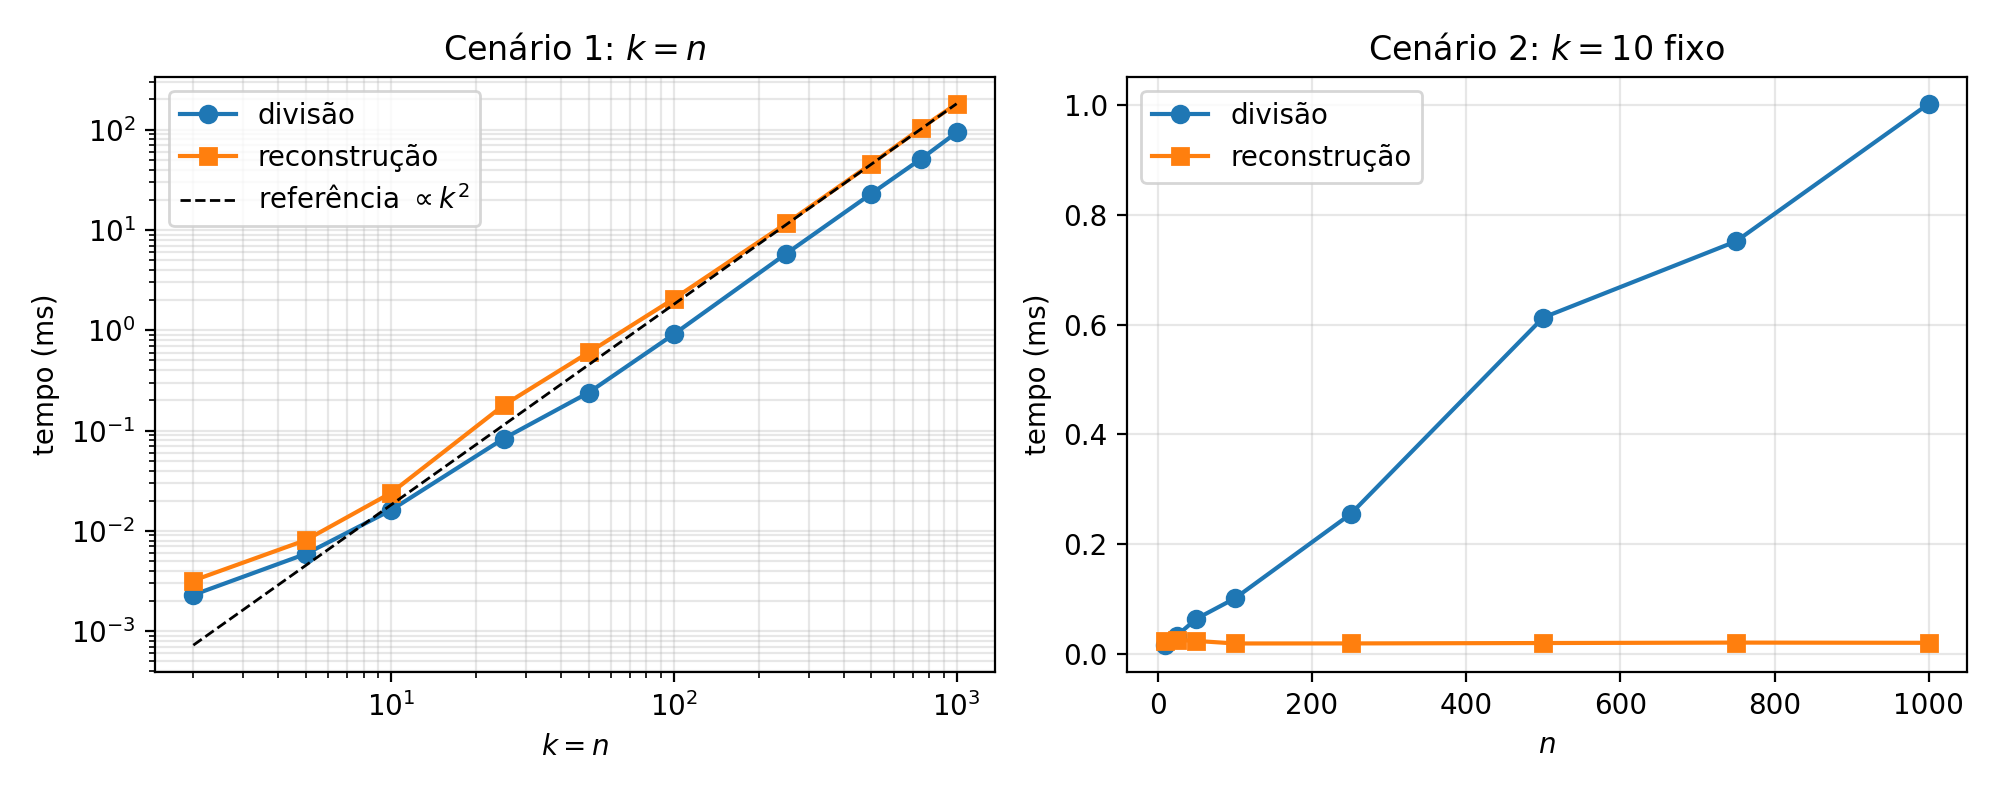 Cenário 1: k = n
divisão
reconstrução
referência ∝ k²
10²
10¹
10⁰
10⁻¹
10⁻²
10⁻³
tempo (ms)
10¹ 10² 10³
k = n
Cenário 2: k = 10 fixo
divisão
reconstrução
1.0
0.8
0.6
0.4
0.2
0.0
tempo (ms)
0 200 400 600 800 1000
n